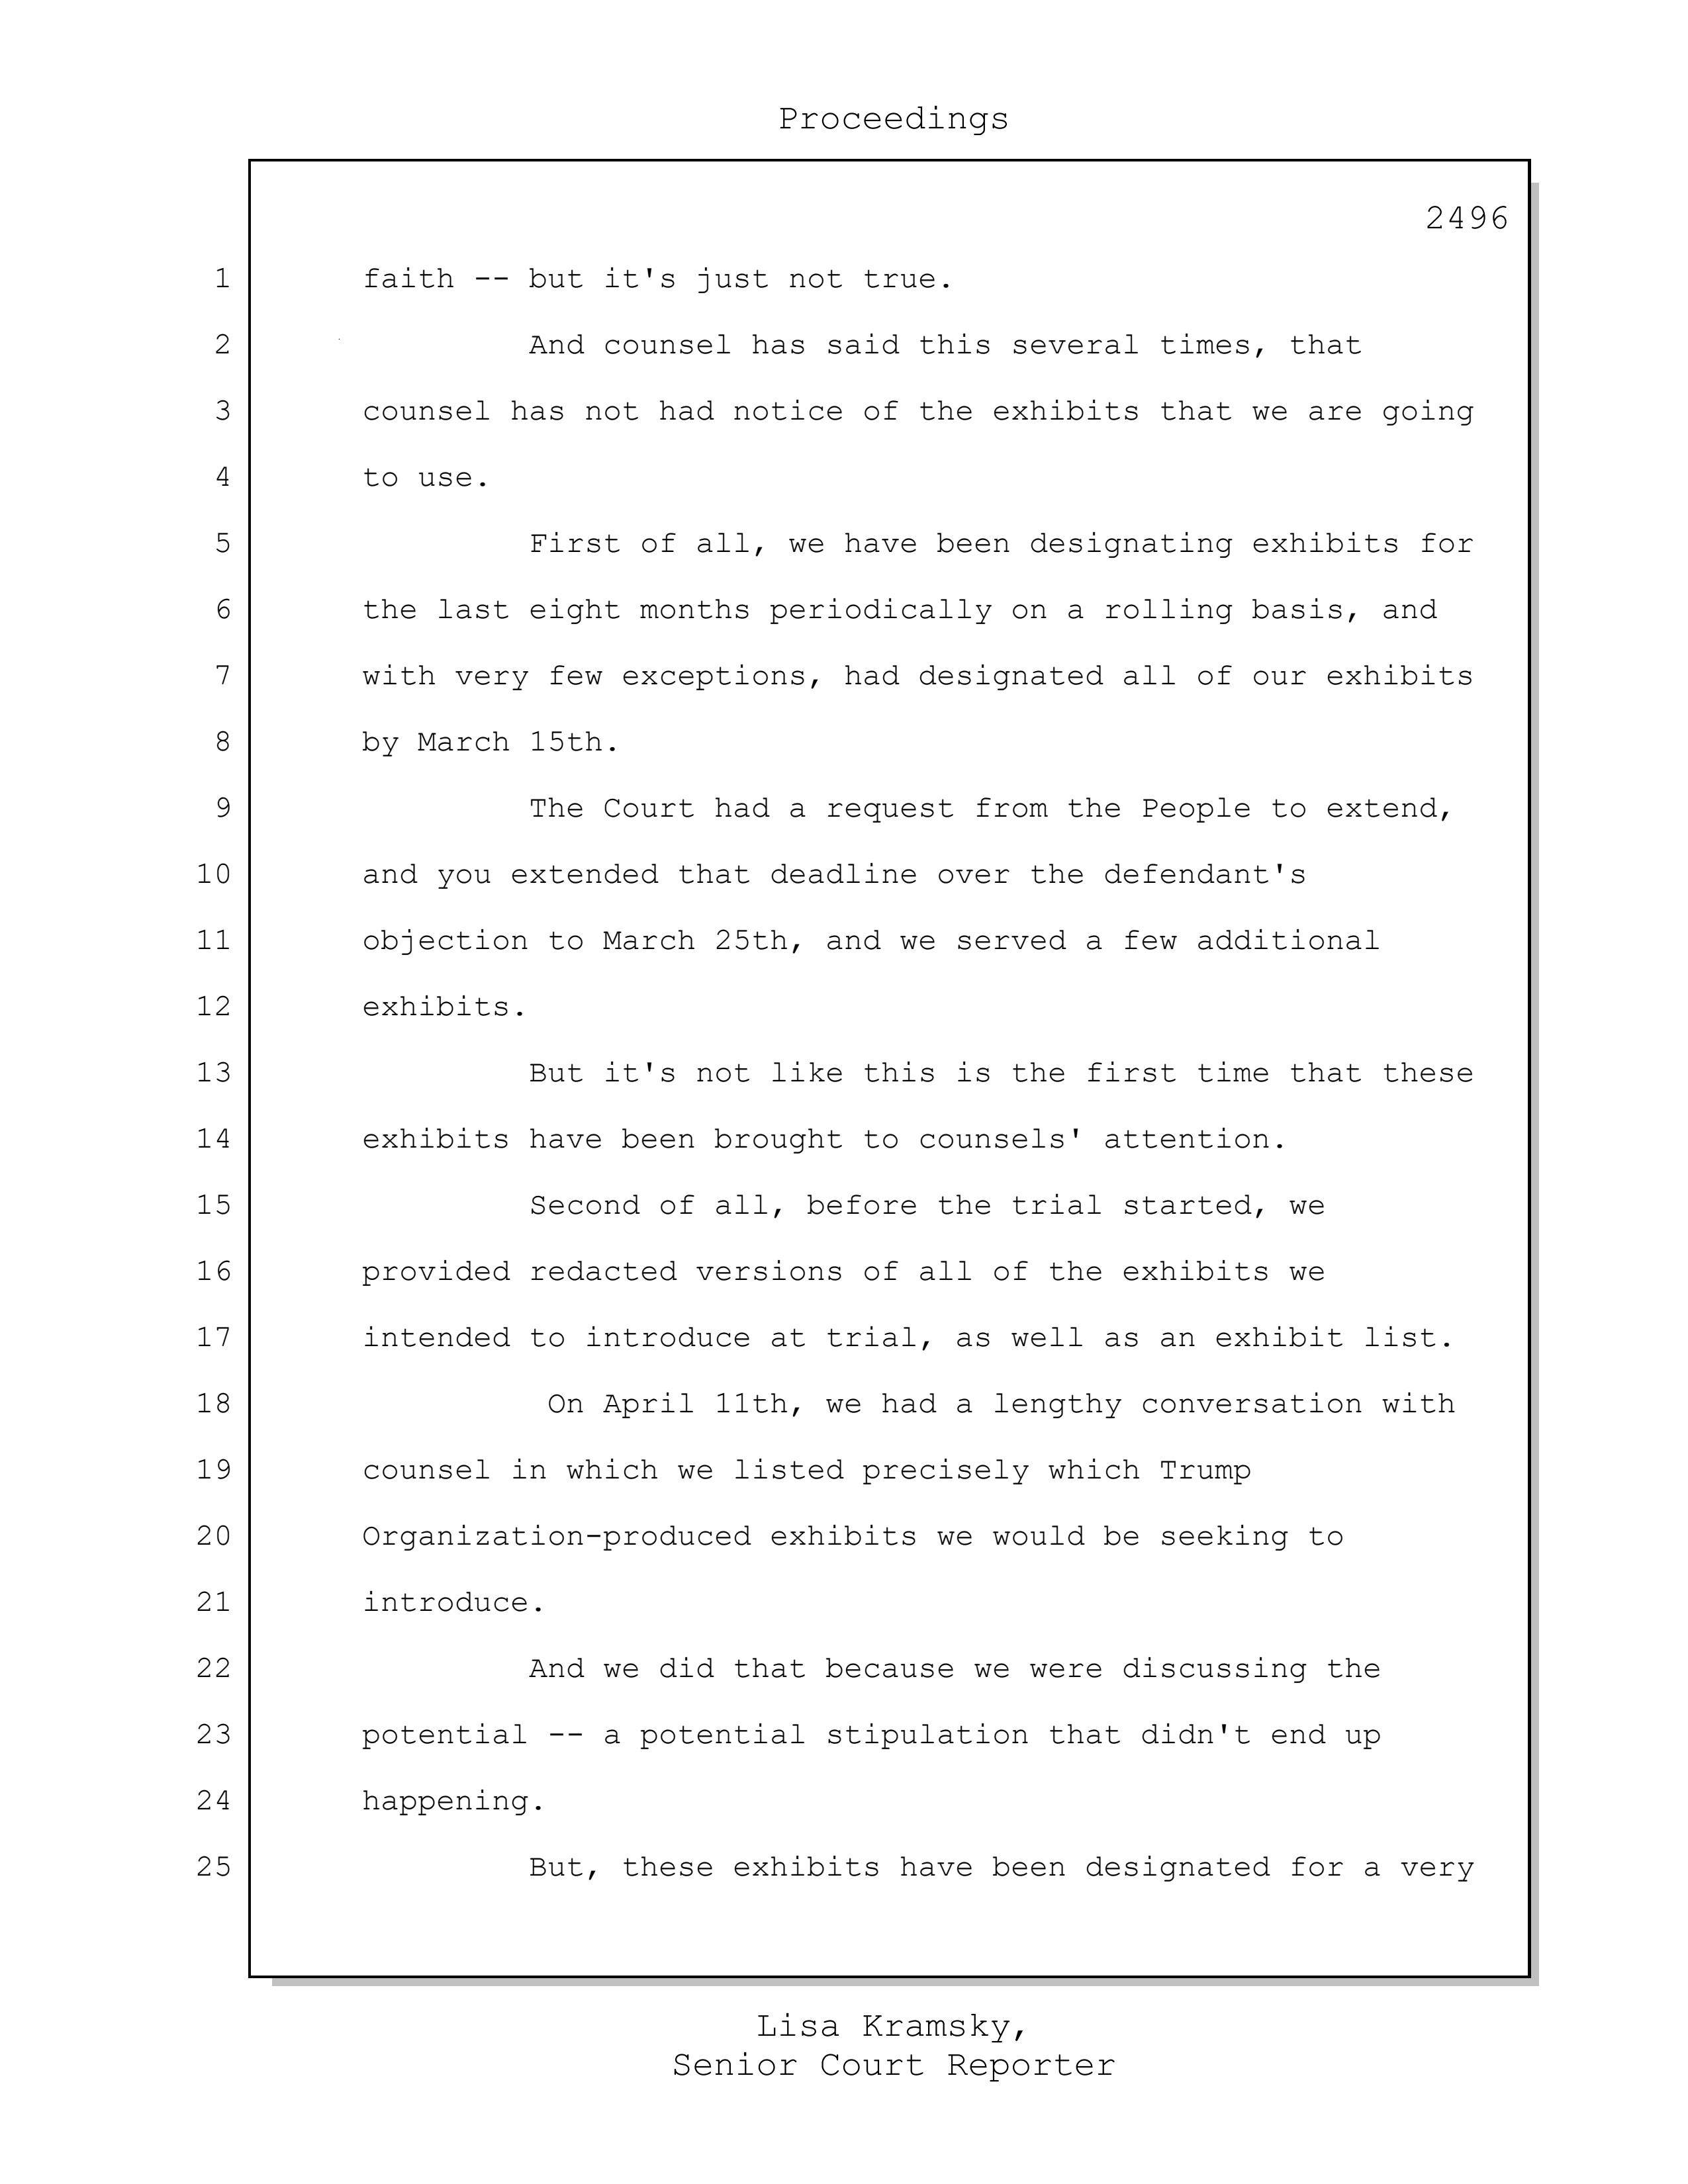 Proceedings
2496
1 faith -- but it's just not true.
2 And counsel has said this several times, that
3 counsel has not had notice of the exhibits that we are going
4 to use.
5 First of all, we have been designating exhibits for
6 the last eight months periodically on a rolling basis, and
7 with very few exceptions, had designated all of our exhibits
8 by March 15th.
9 The Court had a request from the People to extend,
10 and you extended that deadline over the defendant's
11 objection to March 25th, and we served a few additional
12 exhibits.
13 But it's not like this is the first time that these
14 exhibits have been brought to counsels' attention.
15 Second of all, before the trial started, we
16 provided redacted versions of all of the exhibits we
17 intended to introduce at trial, as well as an exhibit list.
18 On April 11th, we had a lengthy conversation with
19 counsel in which we listed precisely which Trump
20 Organization-produced exhibits we would be seeking to
21 introduce.
22 And we did that because we were discussing the
23 potential -- a potential stipulation that didn't end up
24 happening.
25 But, these exhibits have been designated for a very
Lisa Kramsky,
Senior Court Reporter